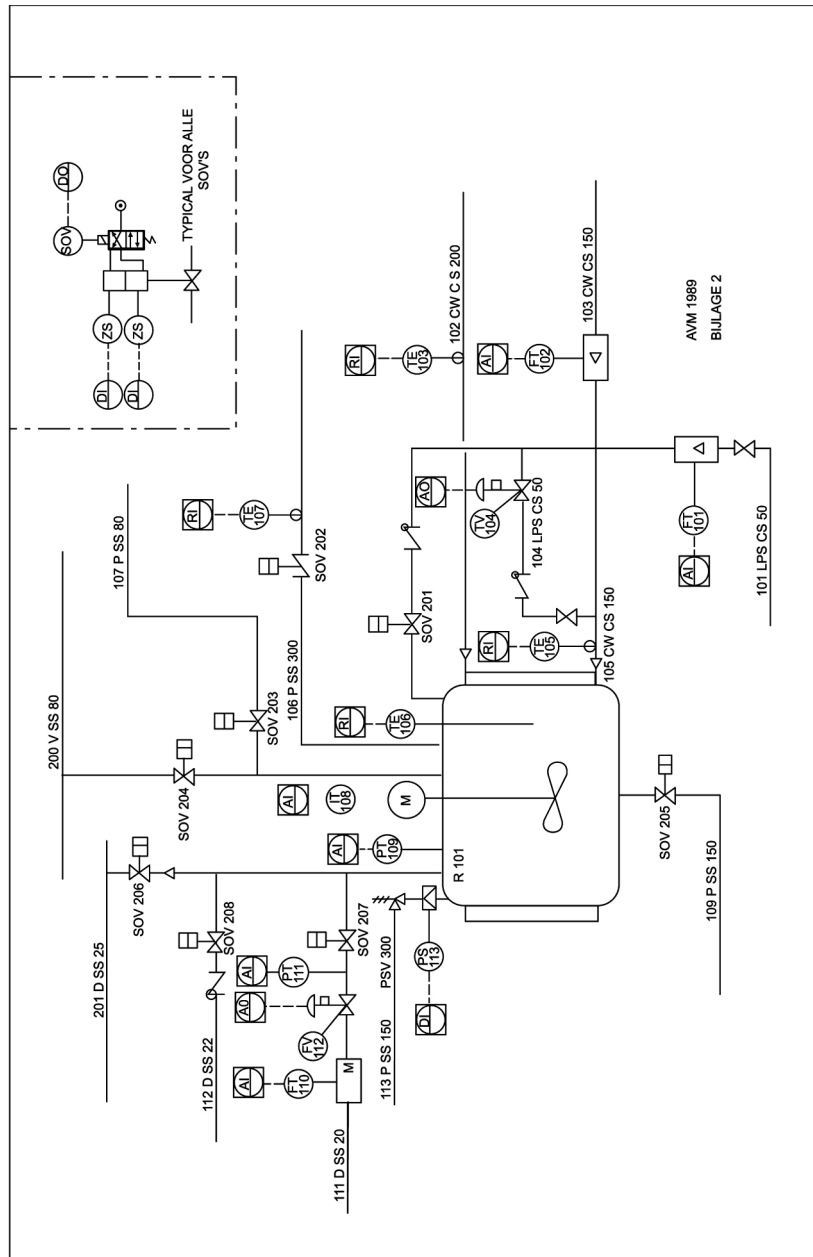 DO
SOV
ZS
ZS
DI
DI
TYPICAL VOOR ALLE
SOV'S
200 V SS 80
107 P SS 80
201 D SS 25
SOV 204
SOV 203
SOV 206
SOV 208
SOV 207
112 D SS 22
111 D SS 20
AI
FT
110
FV
112
A0
AI
PT
111
106 P SS 300
SOV 202
RI
TE
107
RI
TE
103
102 CW C S 200
AI
FT
102
103 CW CS 150
AI
PT
109
AI
IT
108
M
M
RI
TE
106
SOV 201
AO
TV
104
104 LPS CS 50
RI
TE
105
105 CW CS 150
AI
FT
101
101 LPS CS 50
R 101
PSV 300
113 P SS 150
PS
113
DI
SOV 205
109 P SS 150
AVM 1989
BIJLAGE 2